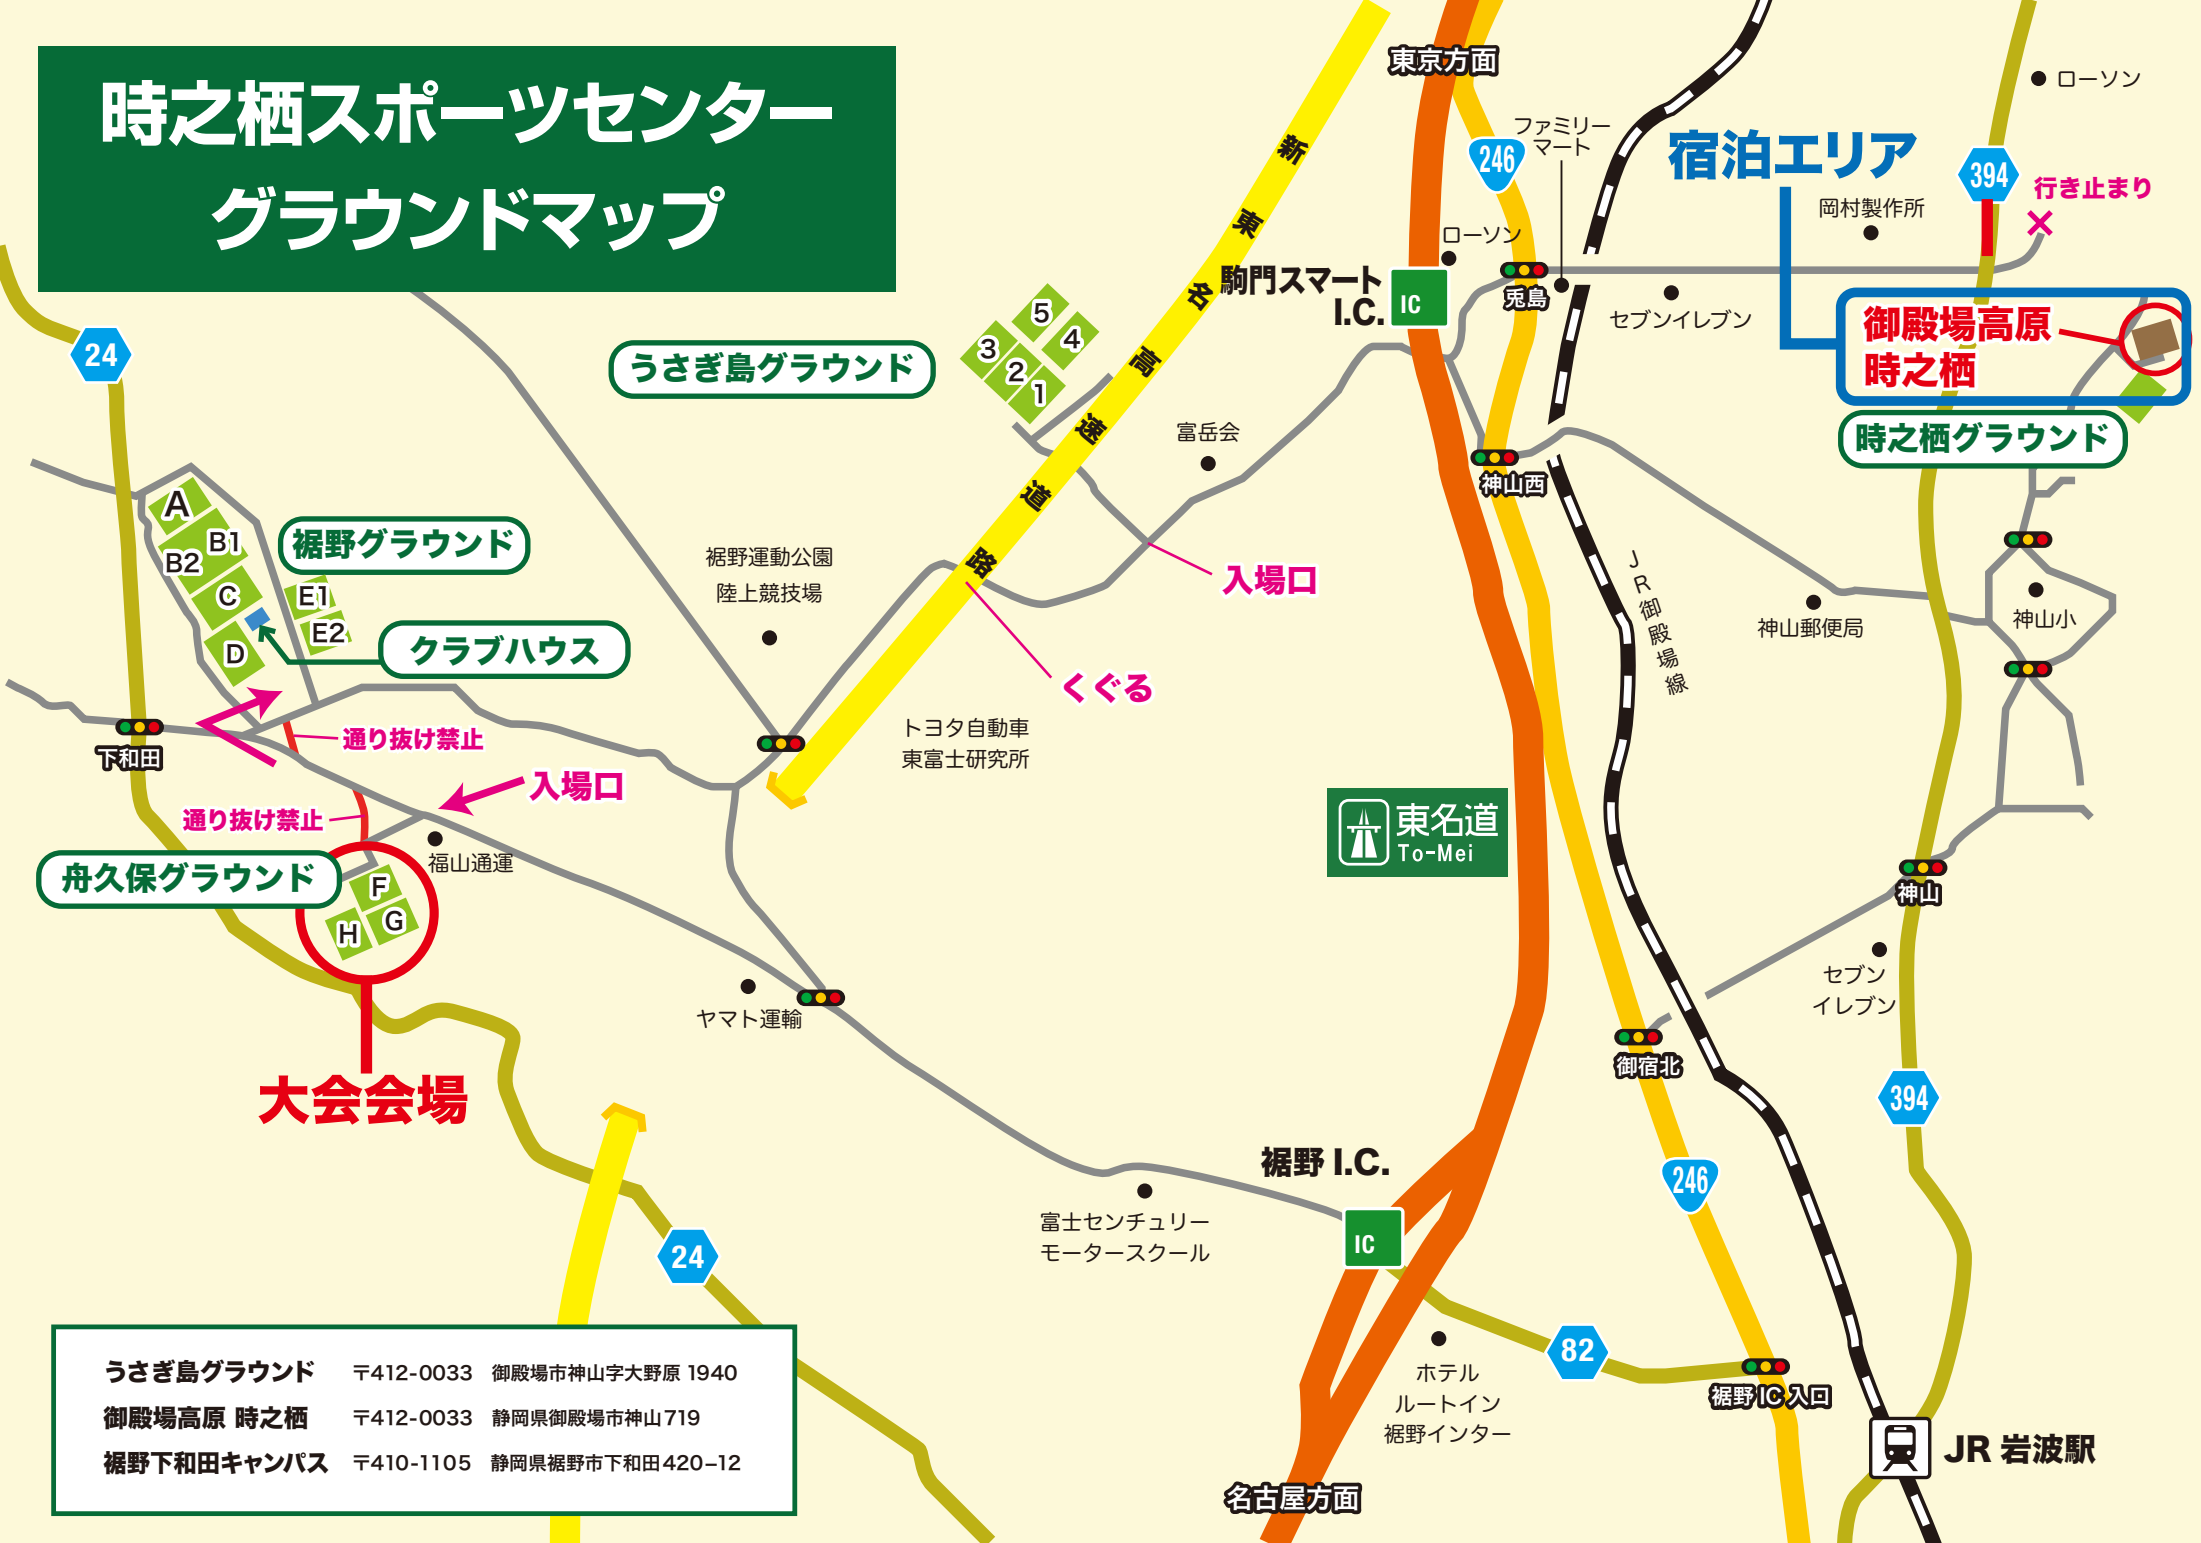 時之栖スポーツセンター
グラウンドマップ
東京方面
ローソン
ファミリー
マート
246
宿泊エリア
394
行き止まり
岡村製作所
新東名高速道路
ローソン
駒門スマート
I.C.
IC
兎島
セブンイレブン
御殿場高原
時之栖
時之栖グラウンド
24
うさぎ島グラウンド
5
4
3
2
1
富岳会
神山西
A
B1
B2
C
D
E1
E2
裾野グラウンド
クラブハウス
裾野運動公園
陸上競技場
入場口
くぐる
JR御殿場線
神山郵便局
神山小
下和田
通り抜け禁止
トヨタ自動車
東富士研究所
入場口
通り抜け禁止
東名道
To-Mei
福山通運
舟久保グラウンド
F
G
H
神山
セブン
イレブン
ヤマト運輸
大会会場
御宿北
394
裾野 I.C.
246
IC
富士センチュリー
モータースクール
24
82
ホテル
ルートイン
裾野インター
裾野 IC 入口
JR 岩波駅
名古屋方面
うさぎ島グラウンド 〒412-0033 御殿場市神山字大野原 1940
御殿場高原 時之栖 〒412-0033 静岡県御殿場市神山719
裾野下和田キャンパス 〒410-1105 静岡県裾野市下和田420−12